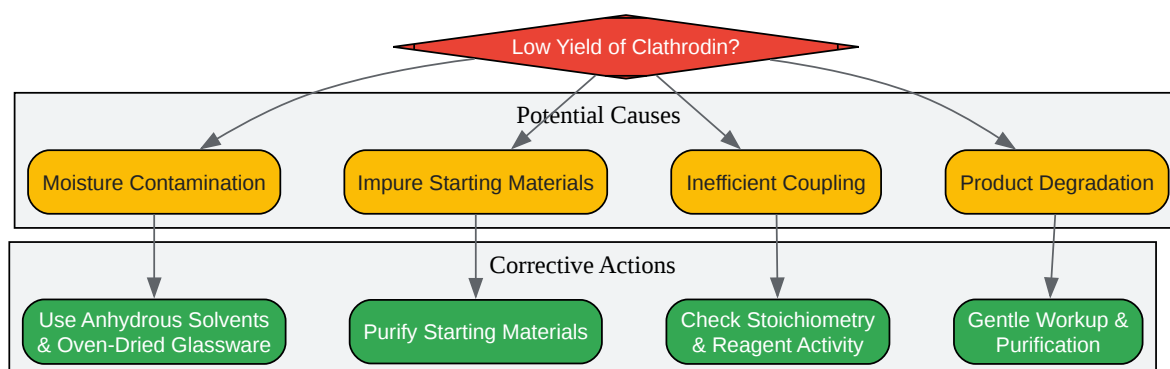 Low Yield of Clathrodin?
Potential Causes
Moisture Contamination
Impure Starting Materials
Inefficient Coupling
Product Degradation
Corrective Actions
Use Anhydrous Solvents
& Oven-Dried Glassware
Purify Starting Materials
Check Stoichiometry
& Reagent Activity
Gentle Workup &
Purification